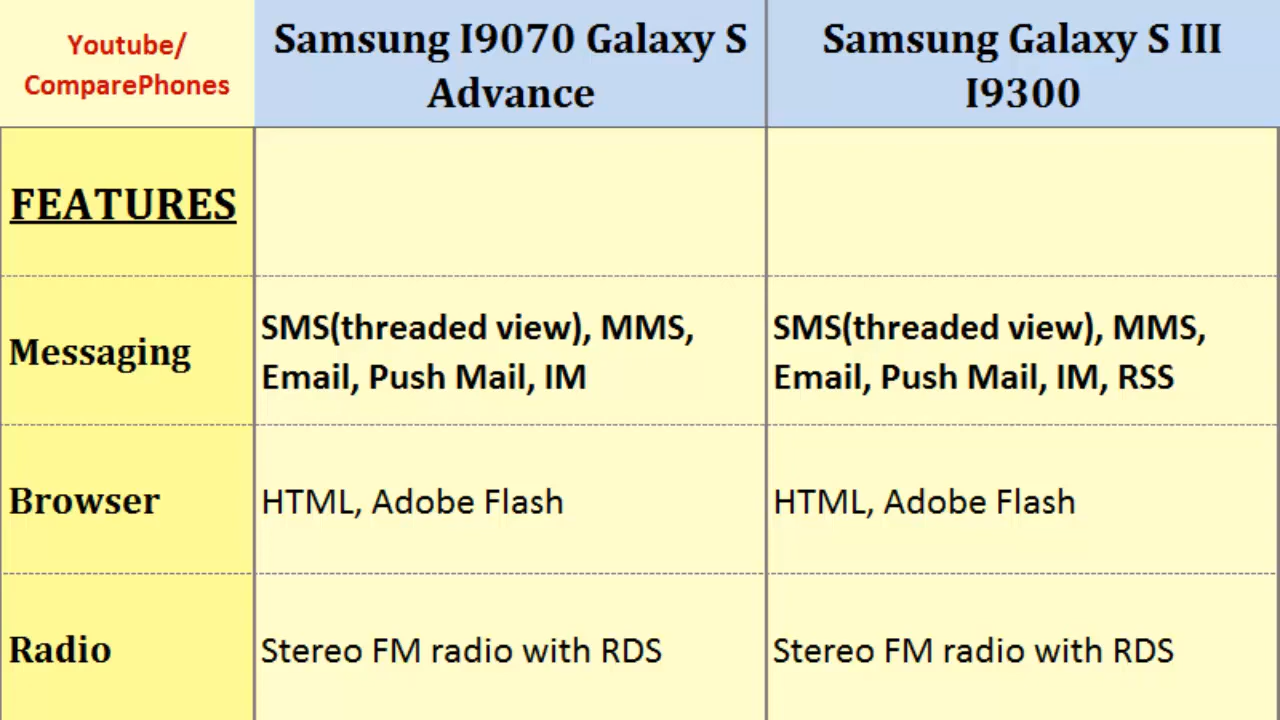 Youtube/
ComparePhones
Samsung I9070 Galaxy S
Advance
Samsung Galaxy S III
I9300
FEATURES
Messaging
SMS(threaded view), MMS,
Email, Push Mail, IM
SMS(threaded view), MMS,
Email, Push Mail, IM, RSS
Browser
HTML, Adobe Flash
HTML, Adobe Flash
Radio
Stereo FM radio with RDS
Stereo FM radio with RDS